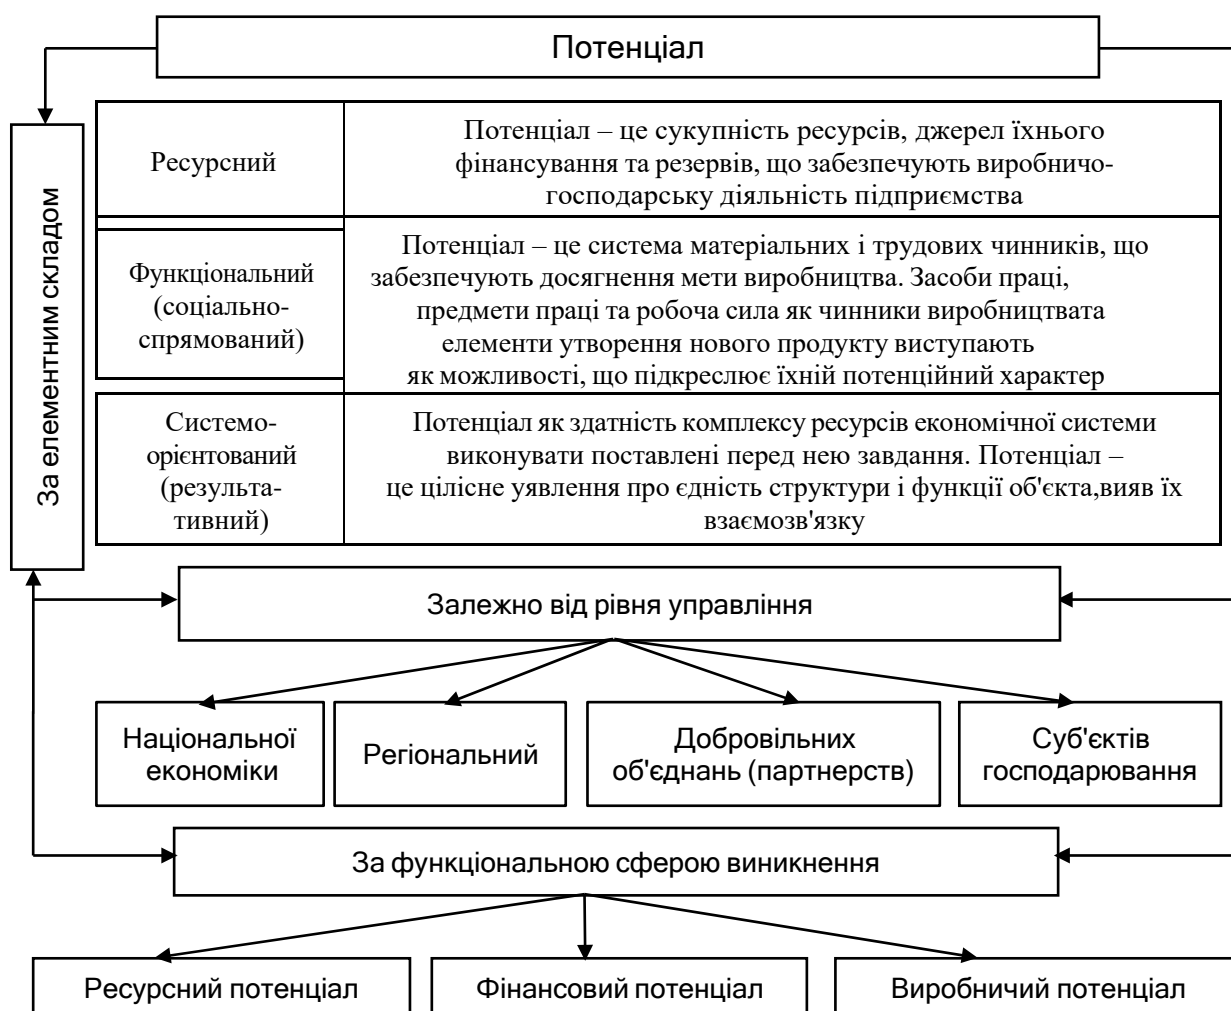 Потенціал
За елементним складом
Ресурсний
Потенціал – це сукупність ресурсів, джерел їхнього
фінансування та резервів, що забезпечують виробничо-
господарську діяльність підприємства
Функціональний
(соціально-
спрямований)
Потенціал – це система матеріальних і трудових чинників, що
забезпечують досягнення мети виробництва. Засоби праці,
предмети праці та робоча сила як чинники виробництвата
елементи утворення нового продукту виступають
як можливості, що підкреслює їхній потенційний характер
Системо-
орієнтований
(результа-
тивний)
Потенціал як здатність комплексу ресурсів економічної системи
виконувати поставлені перед нею завдання. Потенціал –
це цілісне уявлення про єдність структури і функції об'єкта,вияв їх
взаємозв'язку
Залежно від рівня управління
Національної
економіки
Регіональний
Добровільних
об'єднань (партнерств)
Суб'єктів
господарювання
За функціональною сферою виникнення
Ресурсний потенціал
Фінансовий потенціал
Виробничий потенціал